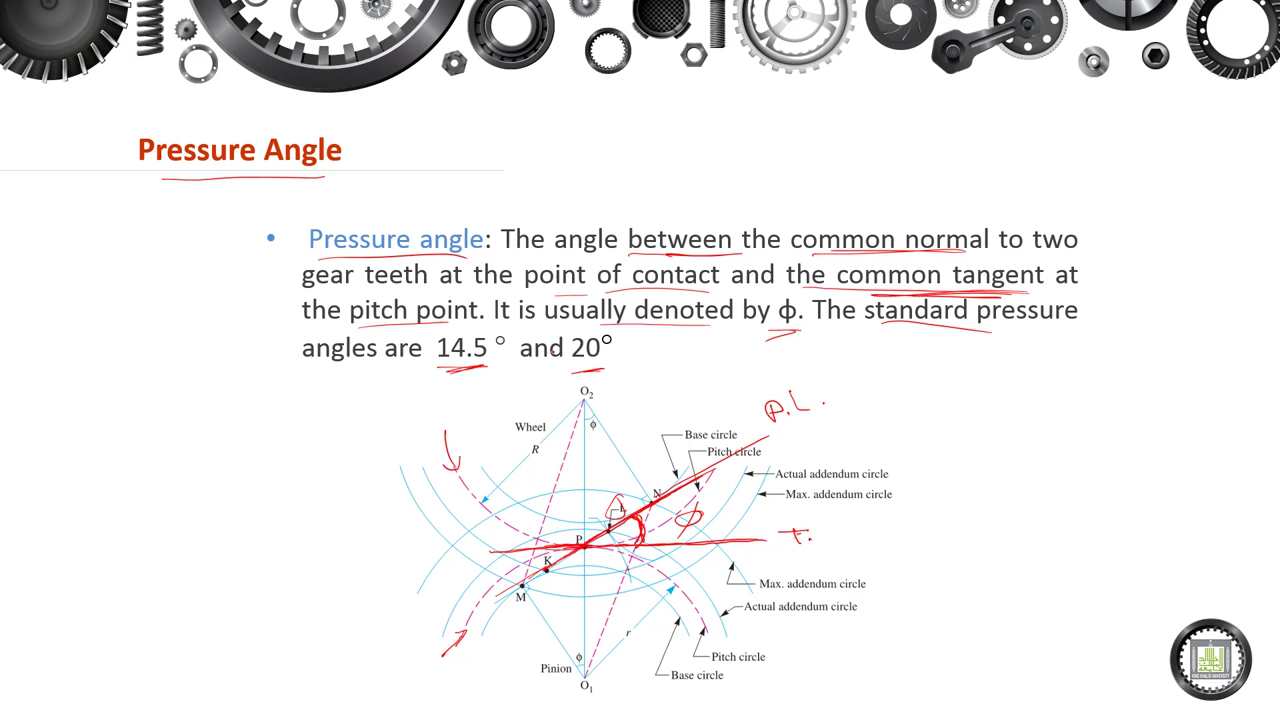 Pressure Angle
• Pressure angle: The angle between the common normal to two
gear teeth at the point of contact and the common tangent at
the pitch point. It is usually denoted by ϕ. The standard pressure
angles are 14.5 ° and 20°
O2
ϕ
Wheel
R
Base circle
Pitch circle
Actual addendum circle
Max. addendum circle
N
L
ϕ
P
T.
K
M
Max. addendum circle
Actual addendum circle
r
ϕ
Pinion
Pitch circle
Base circle
O1
KING KHALID UNIVERSITY